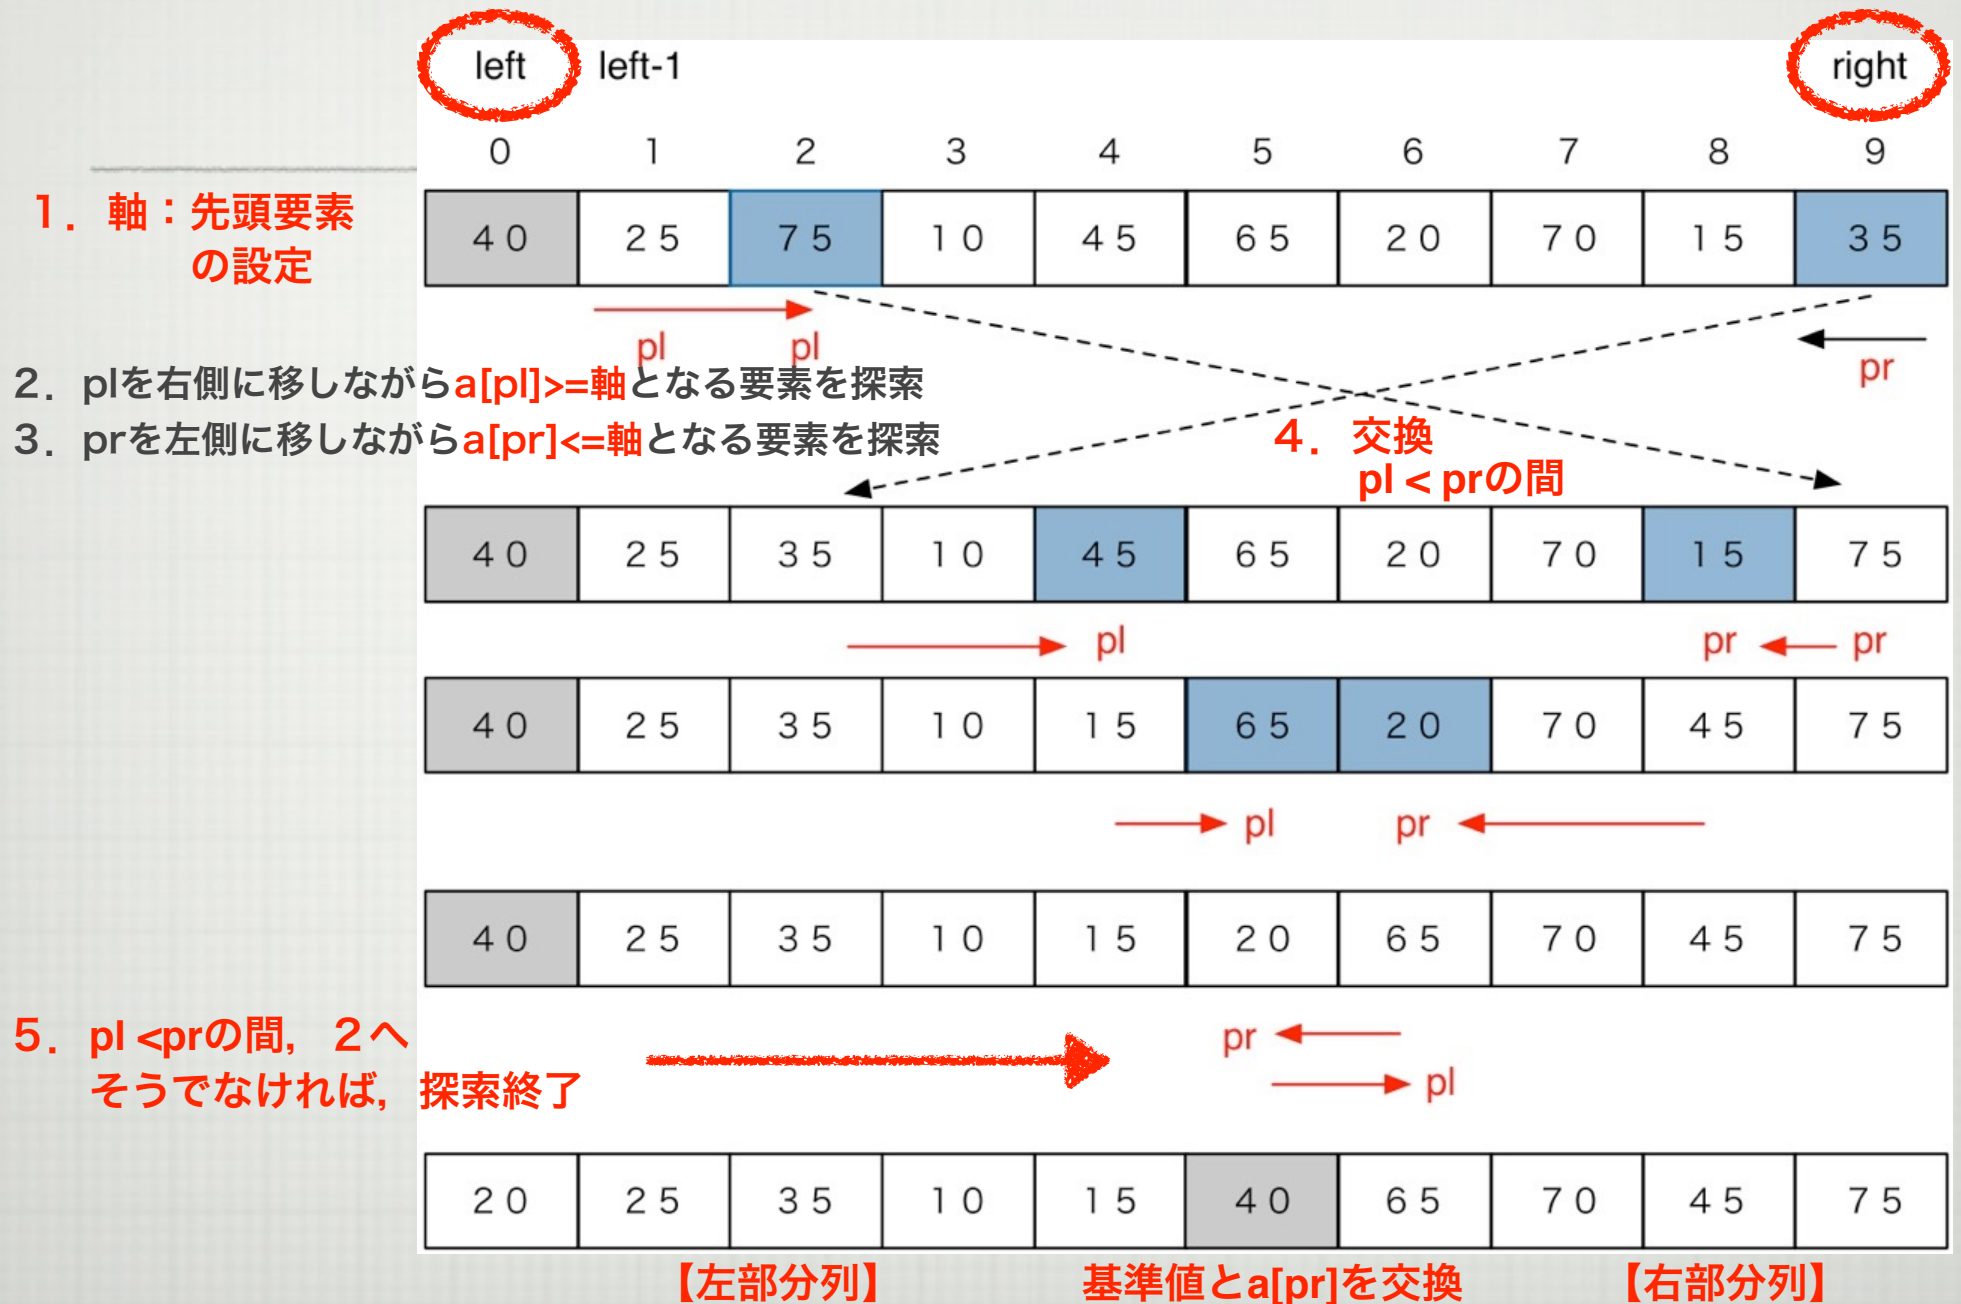 left left-1 right
0 1 2 3 4 5 6 7 8 9
1．軸：先頭要素
の設定
40 25 75 10 45 65 20 70 15 35
pl pl
pr
2．plを右側に移しながらa[pl]>=軸となる要素を探索
3．prを左側に移しながらa[pr]<=軸となる要素を探索
4．交換
pl < prの間
40 25 35 10 45 65 20 70 15 75
pl pr pr
40 25 35 10 15 65 20 70 45 75
pl pr
40 25 35 10 15 20 65 70 45 75
5．pl <prの間，２へ
そうでなければ，探索終了
pr
pl
20 25 35 10 15 40 65 70 45 75
【左部分列】 基準値とa[pr]を交換 【右部分列】